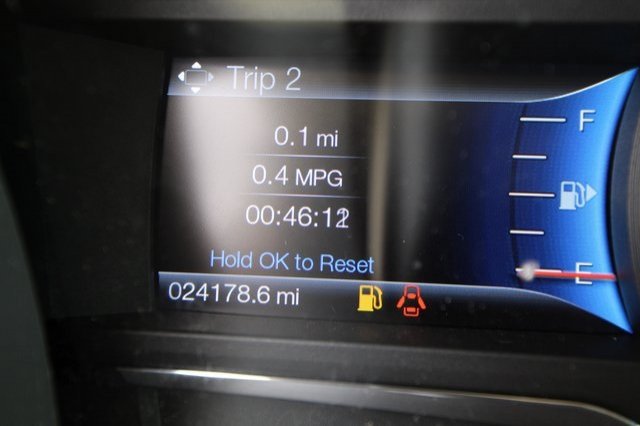 Trip 2
F
0.1 mi
0.4 MPG
00:46:12
Hold OK to Reset
E
024178.6 mi